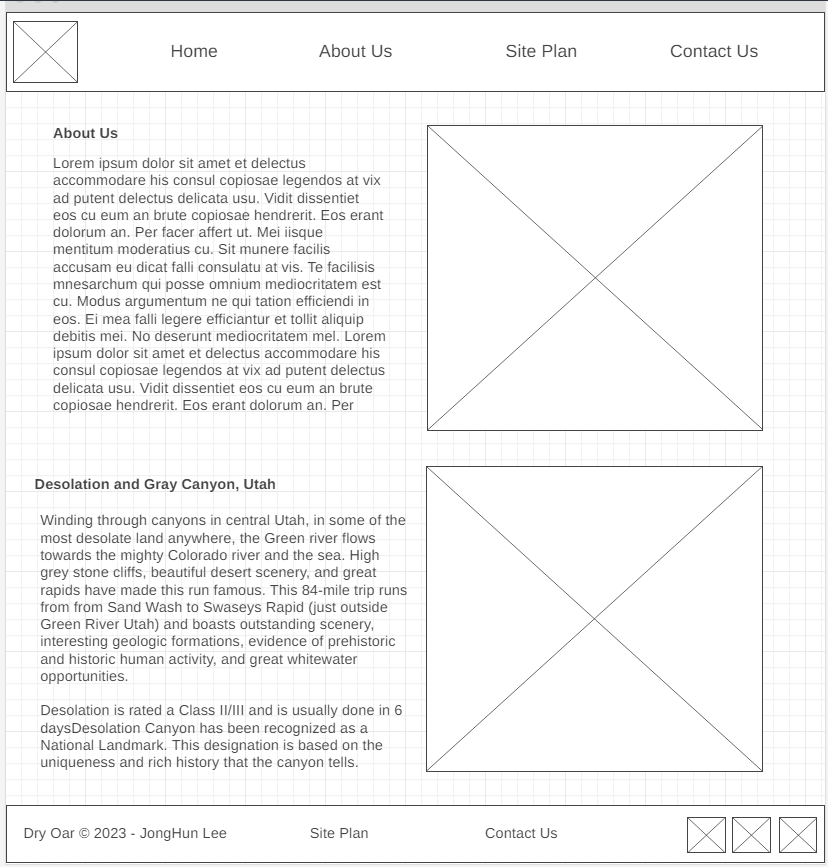 Home About Us Site Plan Contact Us
About Us
Lorem ipsum dolor sit amet et delectus
accommodare his consul copiosae legendos at vix
ad putent delectus delicata usu. Vidit dissentiet
eos cu eum an brute copiosae hendrerit. Eos erant
dolorum an. Per facer affert ut. Mei iisque
mentitum moderatius cu. Sit munere facilis
accusam eu dicat falli consulatu at vis. Te facilisis
mnesarchum qui posse omnium mediocritatem est
cu. Modus argumentum ne qui tation efficiendi in
eos. Ei mea falli legere efficiantur et tollit aliquip
debitis mei. No deserunt mediocritatem mel. Lorem
ipsum dolor sit amet et delectus accommodare his
consul copiosae legendos at vix ad putent delectus
delicata usu. Vidit dissentiet eos cu eum an brute
copiosae hendrerit. Eos erant dolorum an. Per
Desolation and Gray Canyon, Utah
Winding through canyons in central Utah, in some of the
most desolate land anywhere, the Green river flows
towards the mighty Colorado river and the sea. High
grey stone cliffs, beautiful desert scenery, and great
rapids have made this run famous. This 84-mile trip runs
from from Sand Wash to Swaseys Rapid (just outside
Green River Utah) and boasts outstanding scenery,
interesting geologic formations, evidence of prehistoric
and historic human activity, and great whitewater
opportunities.
Desolation is rated a Class II/III and is usually done in 6
daysDesolation Canyon has been recognized as a
National Landmark. This designation is based on the
uniqueness and rich history that the canyon tells.
Dry Oar © 2023 - JongHun Lee Site Plan Contact Us